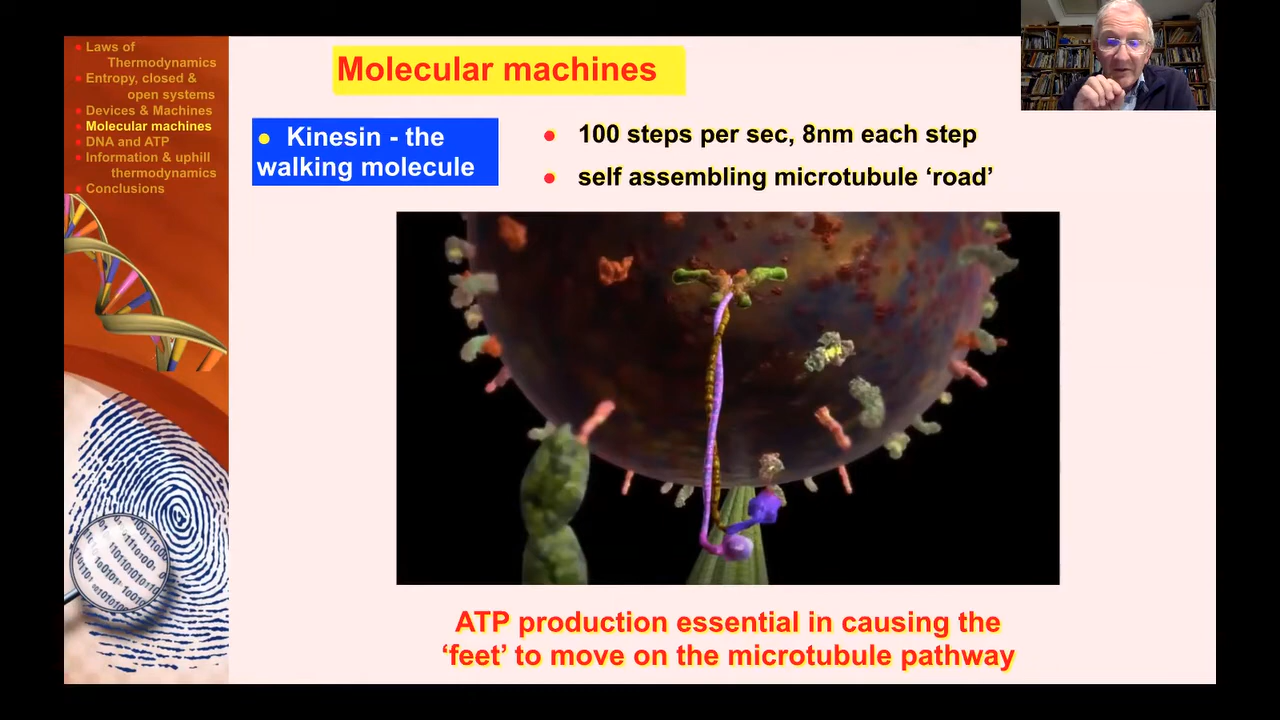 Laws of
Thermodynamics
Entropy, closed &
open systems
Devices & Machines
Molecular machines
DNA and ATP
Information & uphill
thermodynamics
Conclusions
Molecular machines
Kinesin - the
walking molecule
100 steps per sec, 8nm each step
self assembling microtubule ‘road’
ATP production essential in causing the
‘feet’ to move on the microtubule pathway